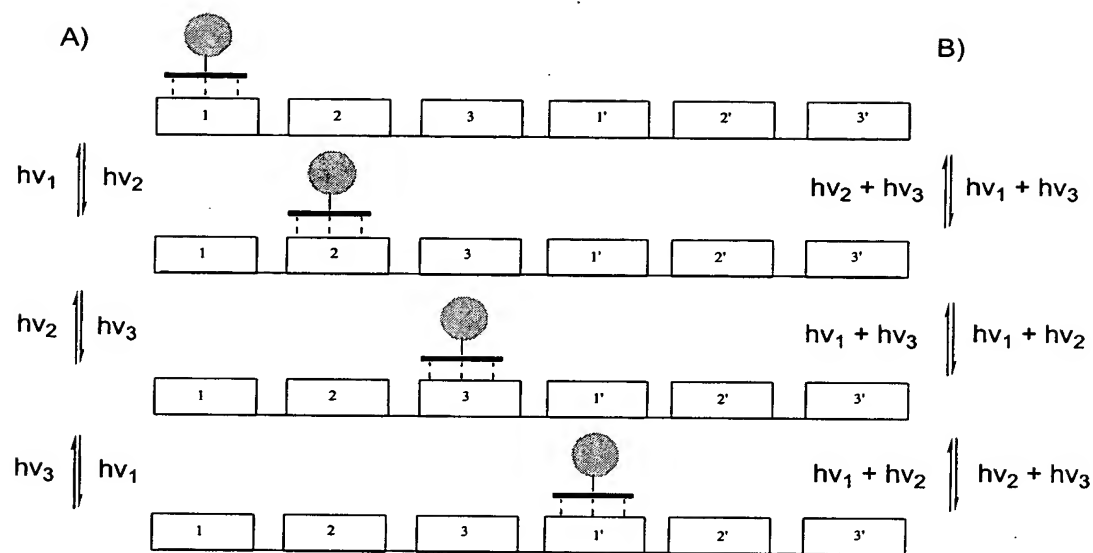 A) B)
1 2 3 1' 2' 3'
hv₁ hv₂ hv₂ + hv₃ hv₁ + hv₃
1 2 3 1' 2' 3'
hv₂ hv₃ hv₁ + hv₃ hv₁ + hv₂
1 2 3 1' 2' 3'
hv₃ hv₁ hv₁ + hv₂ hv₂ + hv₃
1 2 3 1' 2' 3'